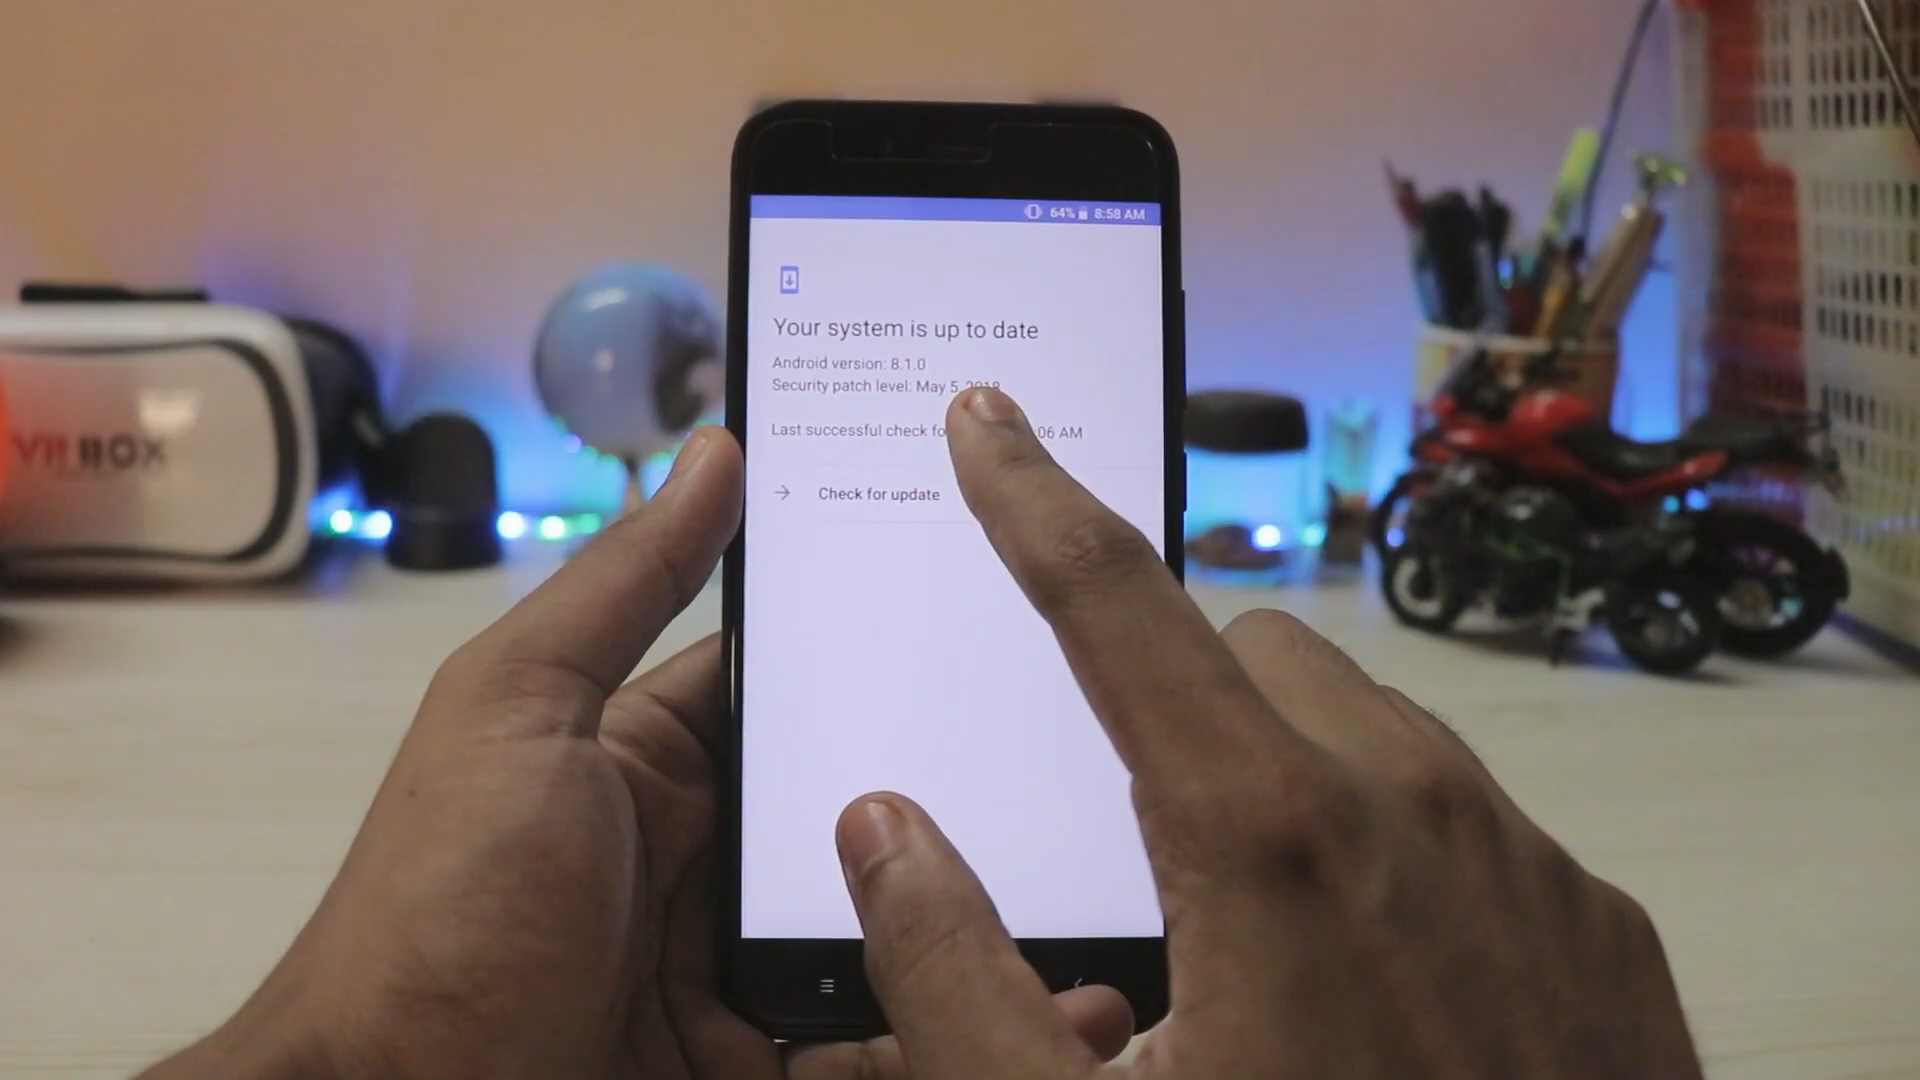 64% 8:58 AM
Your system is up to date
Android version: 8.1.0
Security patch level: May 5, 2018
Last successful check fo 06 AM
Check for update
VR BOX